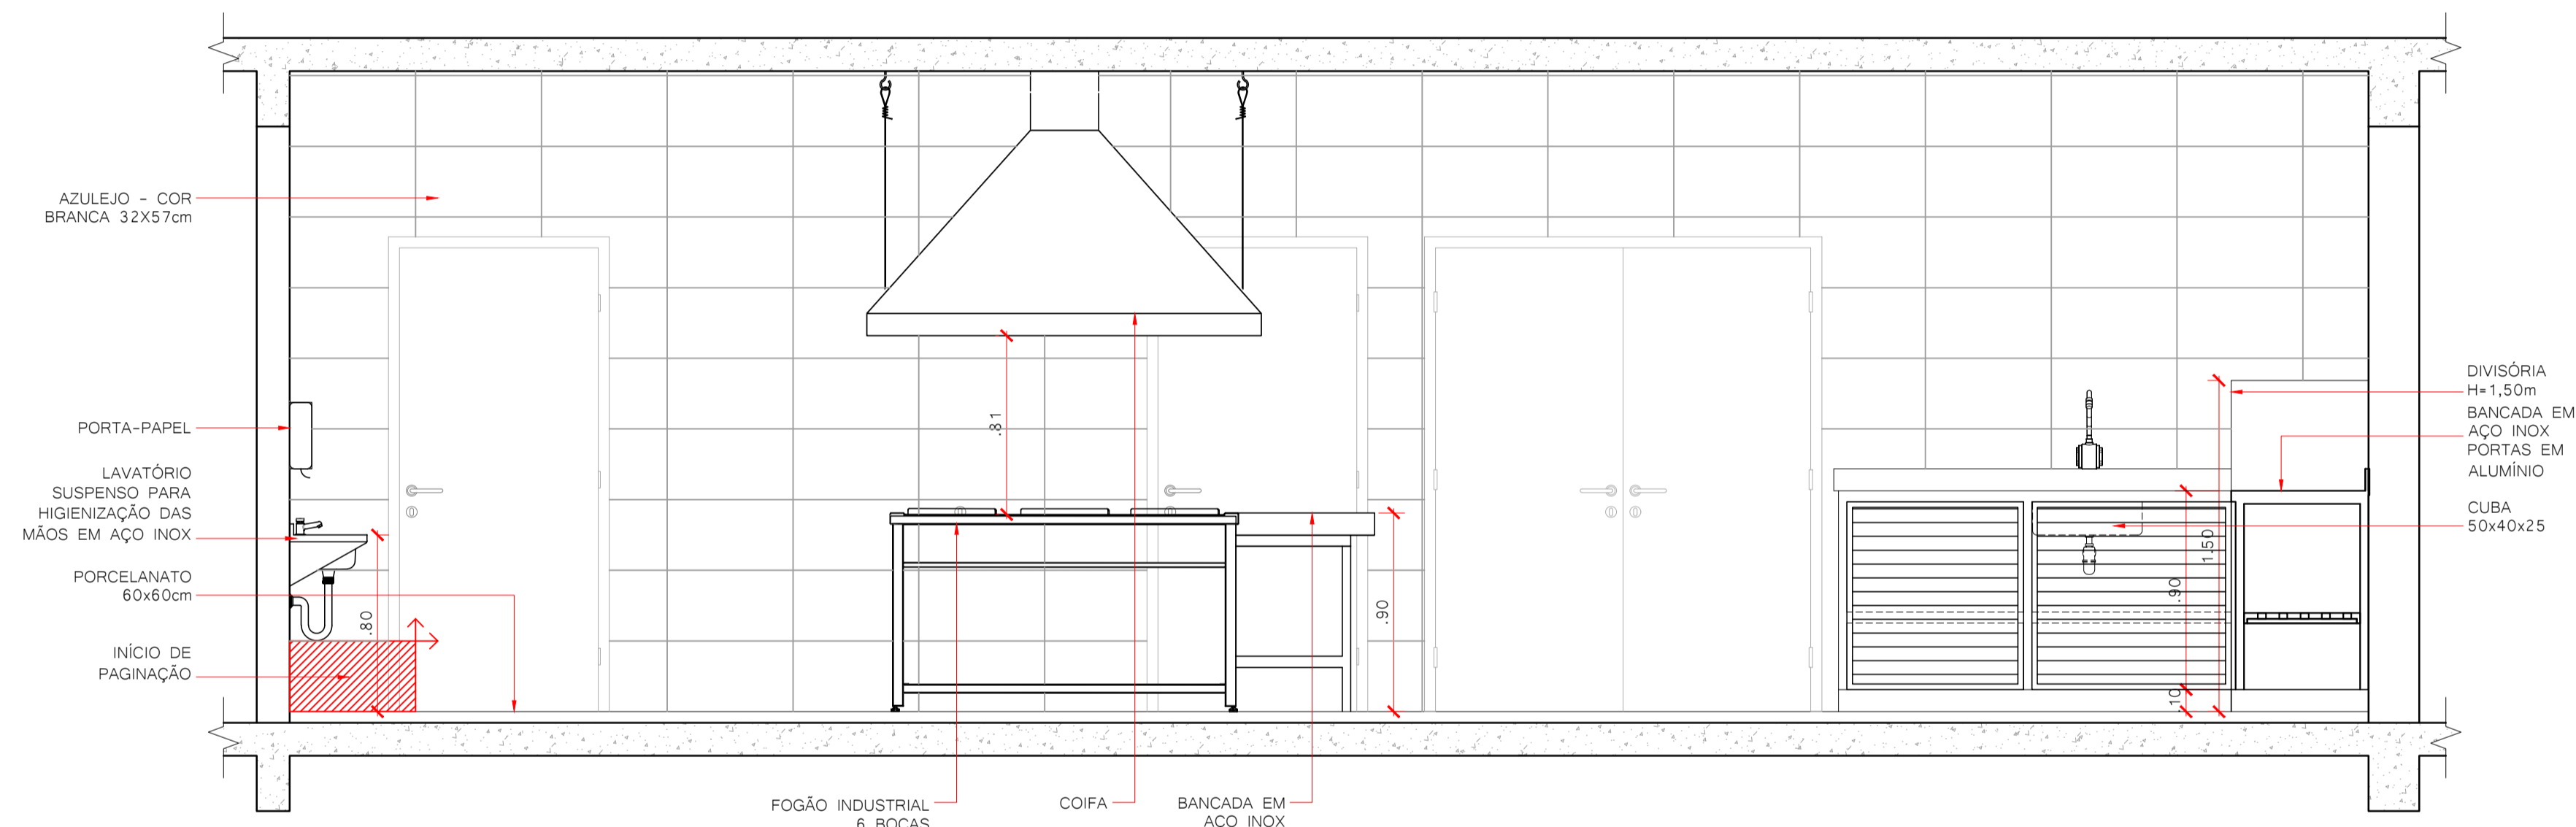 AZULEJO - COR
BRANCA 32X57cm
PORTA-PAPEL
LAVATÓRIO
SUSPENSO PARA
HIGIENIZAÇÃO DAS
MÃOS EM AÇO INOX
PORCELANATO
60x60cm
INÍCIO DE
PAGINAÇÃO
.80
.81
.90
FOGÃO INDUSTRIAL
6 BOCAS
COIFA
BANCADA EM
AÇO INOX
.10
.90
1.50
DIVISÓRIA
H=1,50m
BANCADA EM
AÇO INOX
PORTAS EM
ALUMÍNIO
CUBA
50x40x25